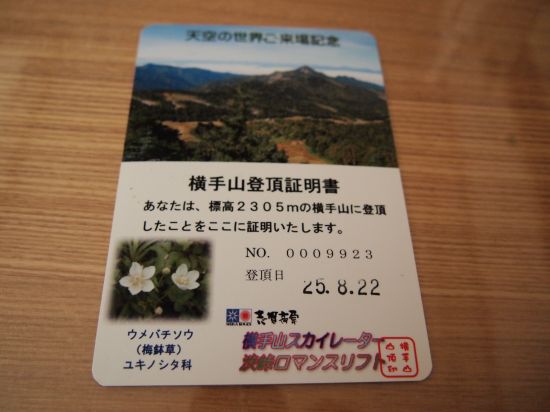 天空の世界ご来場記念
横手山登頂証明書
あなたは、標高2305mの横手山に登頂
したことをここに証明いたします。
NO. 0009923
登頂日 25.8.22
志賀高原
ウメバチソウ
(梅鉢草)
ユキノシタ科
横手山スカイレーター
渋峠ロマンスリフト